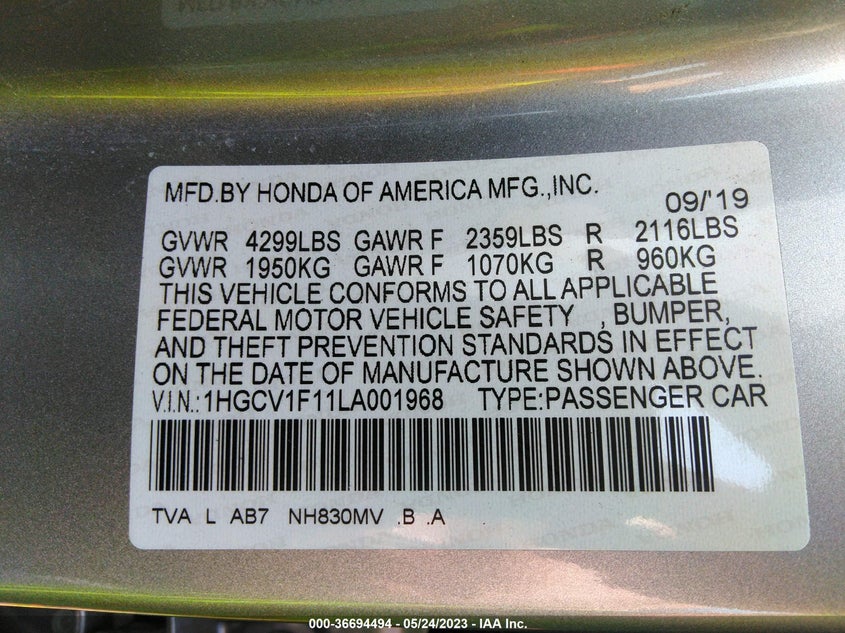 MFD.BY HONDA OF AMERICA MFG.,INC. 09/'19
GVWR 4299LBS GAWR F 2359LBS R 2116LBS
GVWR 1950KG GAWR F 1070KG R 960KG
THIS VEHICLE CONFORMS TO ALL APPLICABLE
FEDERAL MOTOR VEHICLE SAFETY , BUMPER,
AND THEFT PREVENTION STANDARDS IN EFFECT
ON THE DATE OF MANUFACTURE SHOWN ABOVE.
V.I.N.:1HGCV1F11LA001968 TYPE:PASSENGER CAR
TVA L AB7 NH830MV .B .A
000-36694494 - 05/24/2023 - IAA Inc.